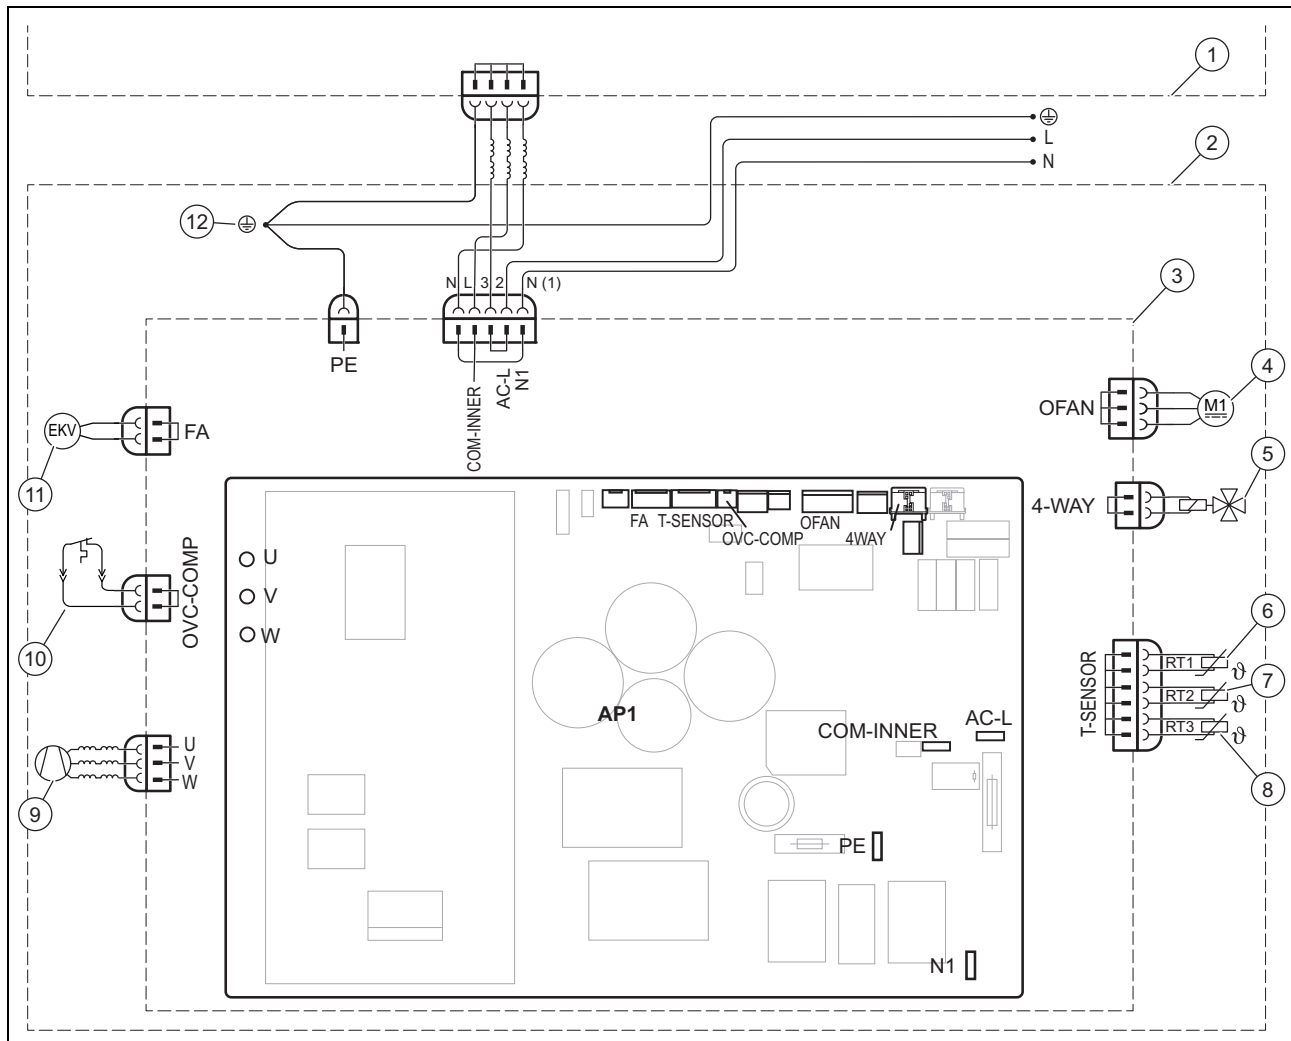 1
L
N
2
12
N L 3 2 N (1)
3
PE
COM-INNER
AC-L
N1
4
OFAN
M1
EKV
FA
11
5
4-WAY
FA T-SENSOR OVC-COMP OFAN 4WAY
U
V
W
OVC-COMP
10
6
T-SENSOR
RT1 ϑ
7
RT2 ϑ
RT3 ϑ
8
AP1
COM-INNER
AC-L
U
V
W
9
PE
N1